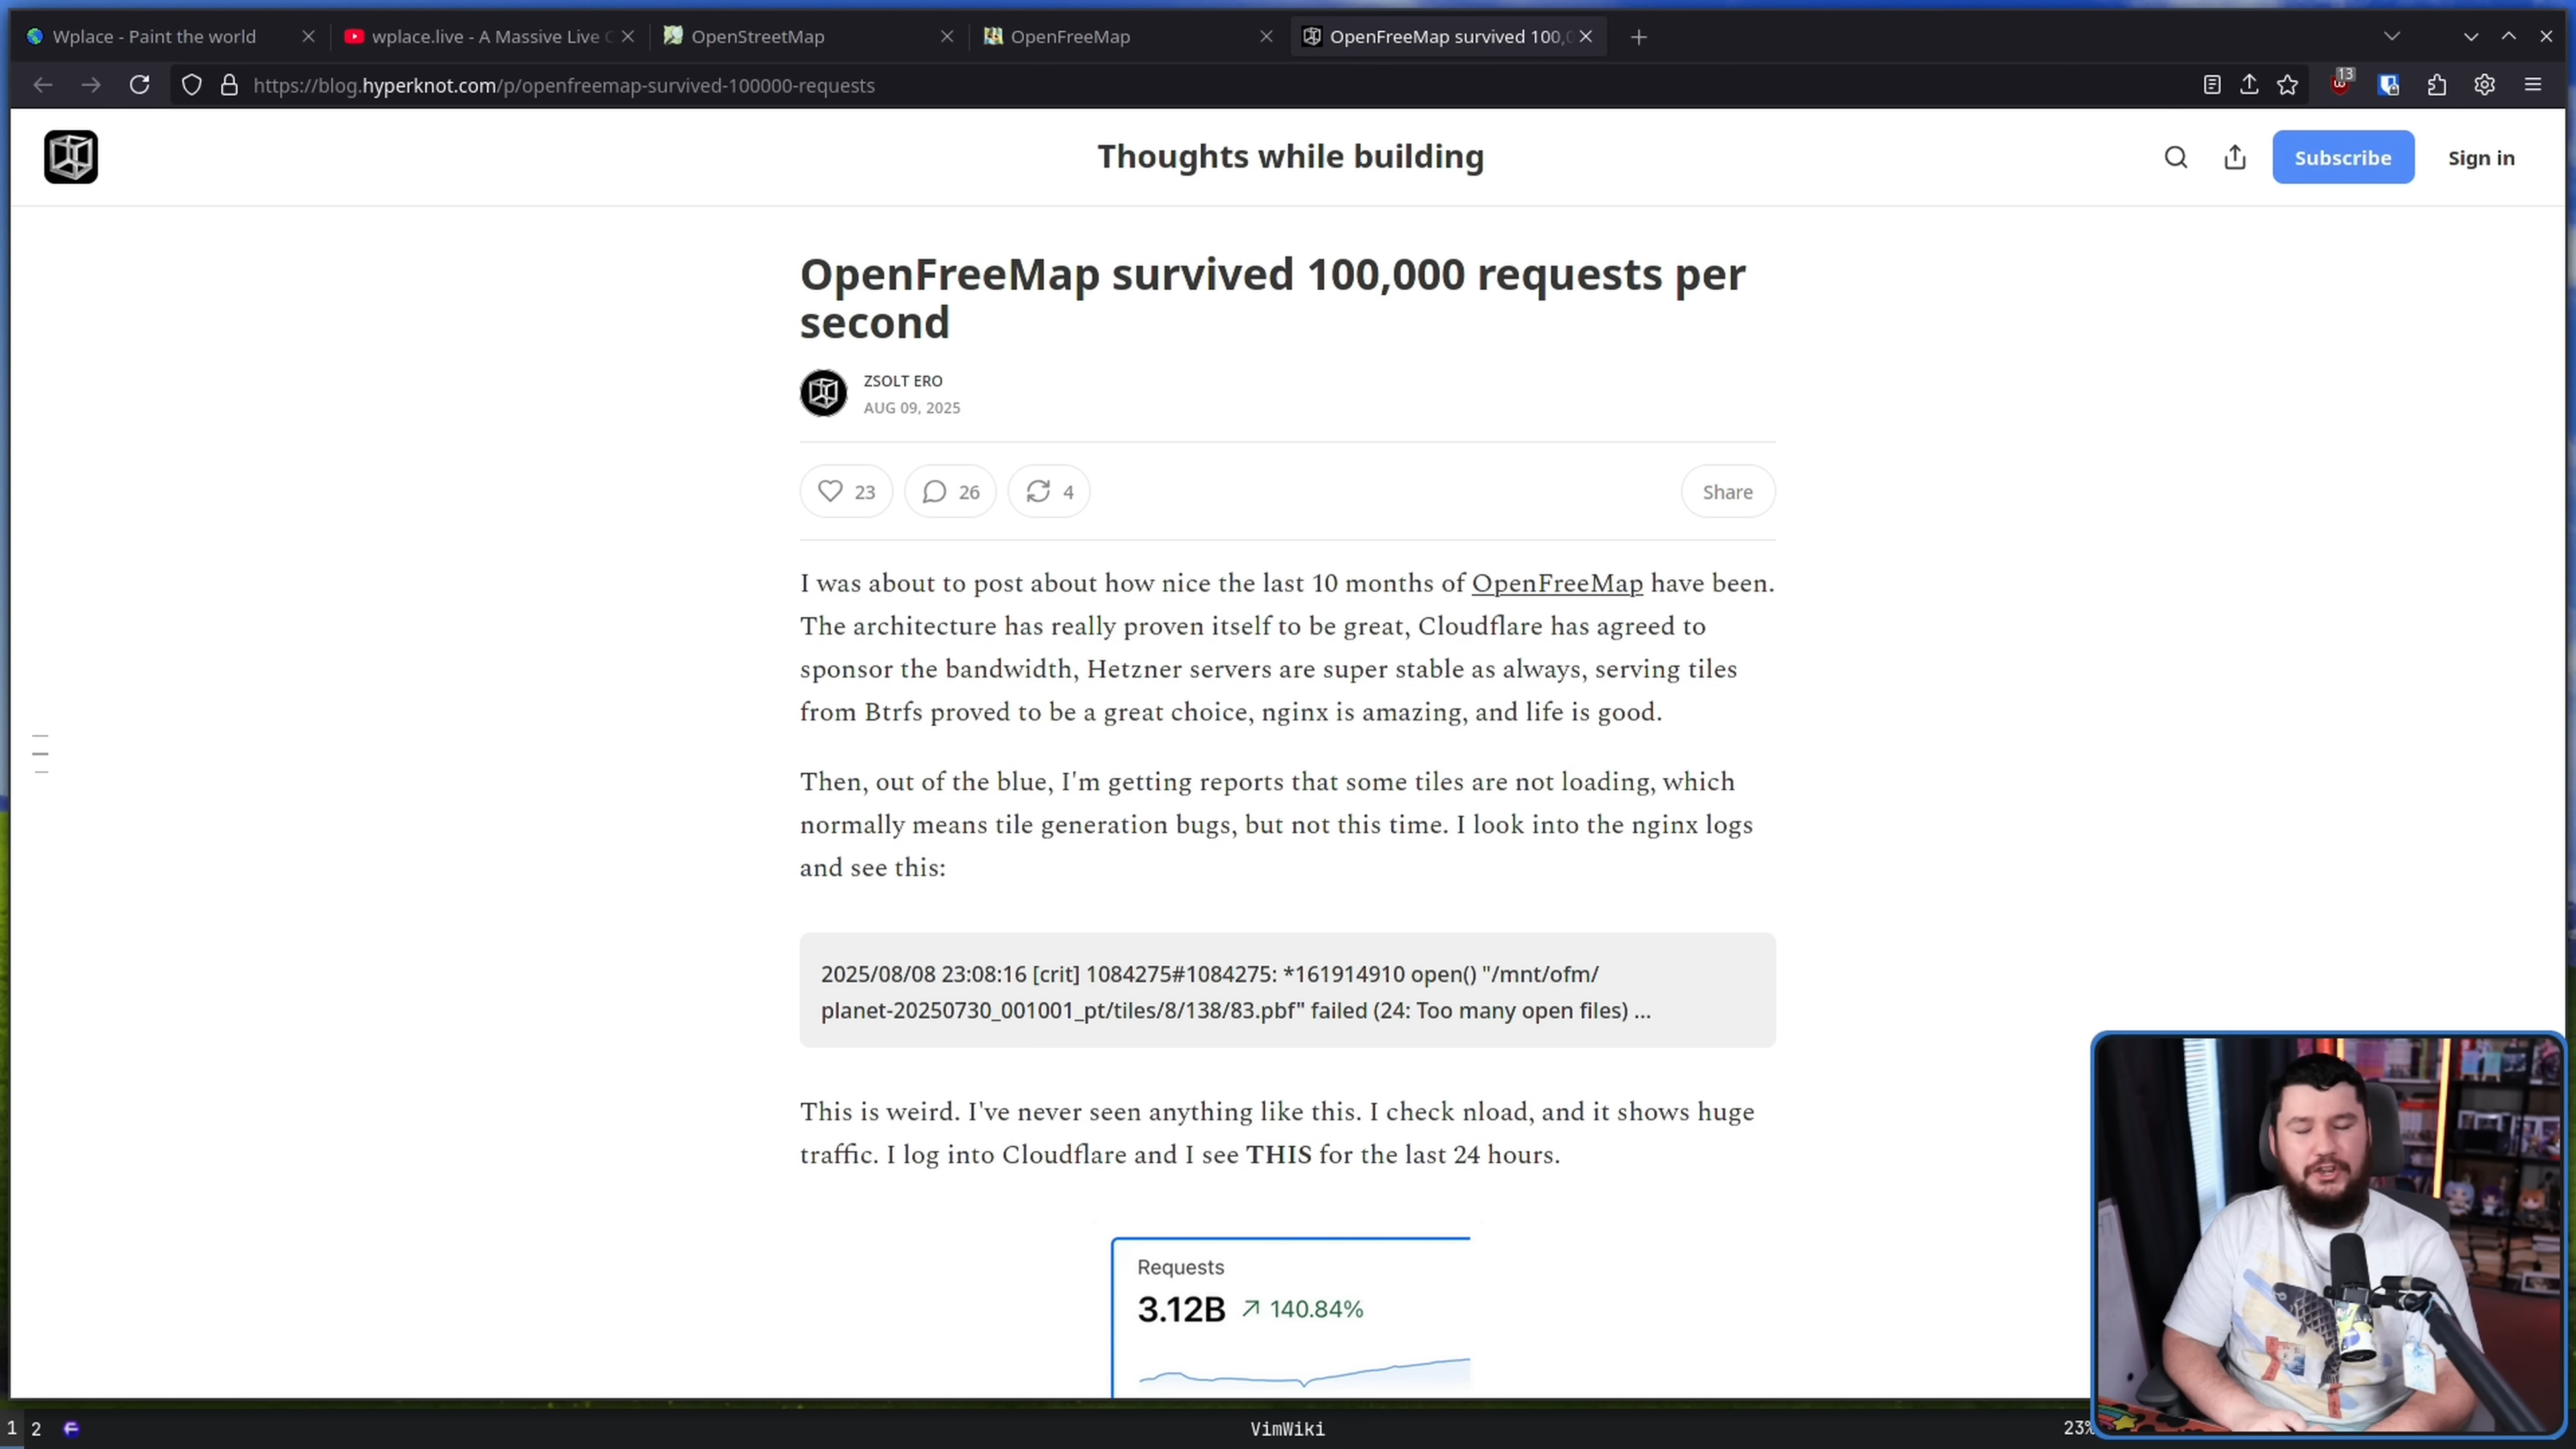 Wplace - Paint the world
wplace.live - A Massive Live C
OpenStreetMap
OpenFreeMap
OpenFreeMap survived 100,0
https://blog.hyperknot.com/p/openfreemap-survived-100000-requests
13
Thoughts while building
Subscribe
Sign in
OpenFreeMap survived 100,000 requests per
second
ZSOLT ERO
AUG 09, 2025
23
26
4
Share
I was about to post about how nice the last 10 months of OpenFreeMap have been.
The architecture has really proven itself to be great, Cloudflare has agreed to
sponsor the bandwidth, Hetzner servers are super stable as always, serving tiles
from Btrfs proved to be a great choice, nginx is amazing, and life is good.
Then, out of the blue, I'm getting reports that some tiles are not loading, which
normally means tile generation bugs, but not this time. I look into the nginx logs
and see this:
2025/08/08 23:08:16 [crit] 1084275#1084275: *161914910 open() "/mnt/ofm/
planet-20250730_001001_pt/tiles/8/138/83.pbf" failed (24: Too many open files) ...
This is weird. I've never seen anything like this. I check nload, and it shows huge
traffic. I log into Cloudflare and I see THIS for the last 24 hours.
Requests
3.12B 140.84%
1 2
VimWiki
23%